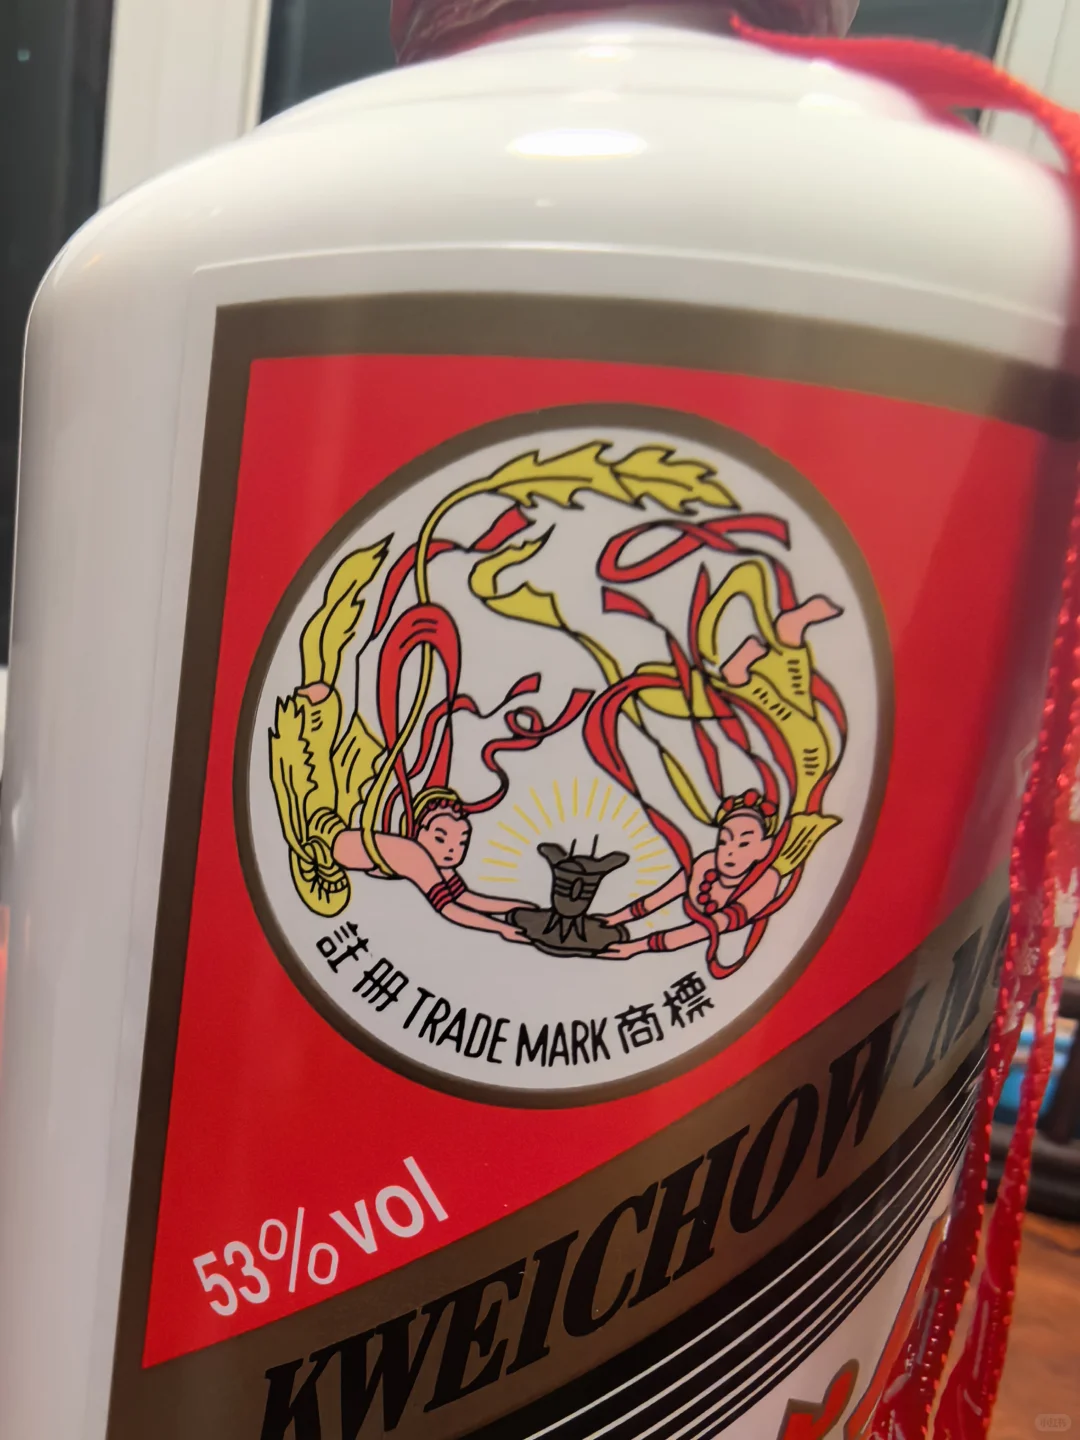 註冊 TRADE MARK 商標
53%vol
KWEICHOW